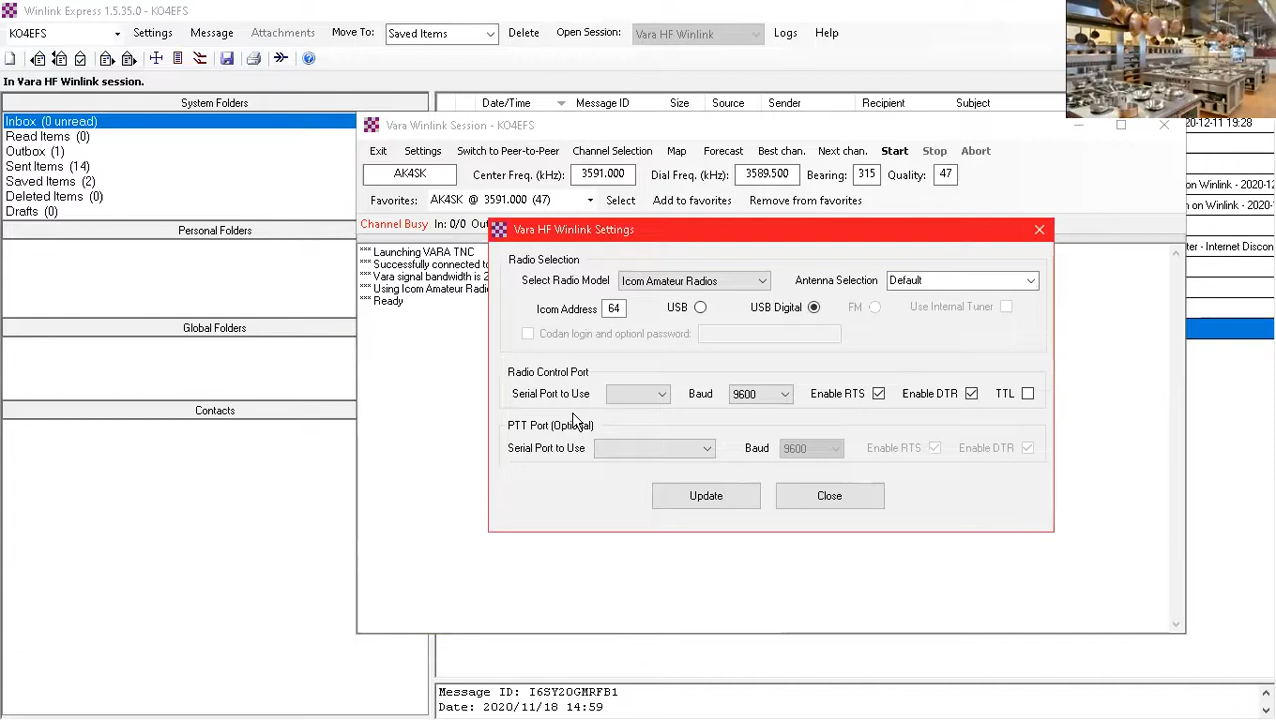 Winlink Express 1.5.35.0 - KO4EFS
KO4EFS Settings Message Attachments Move To: Saved Items Delete Open Session: Vara HF Winlink Logs Help
In Vara HF Winlink session.
System Folders
Inbox (0 unread)
Read Items (0)
Outbox (1)
Sent Items (14)
Saved Items (2)
Deleted Items (0)
Drafts (0)
Personal Folders
Global Folders
Contacts
Date/Time Message ID Size Source Sender Recipient Subject
20-12-11 19:28
on Winlink - 2020-12
on Winlink - 2020-12
ter - Internet Discon
Vara Winlink Session - KO4EFS
Exit Settings Switch to Peer-to-Peer Channel Selection Map Forecast Best chan. Next chan. Start Stop Abort
AK4SK Center Freq. (kHz): 3591.000 Dial Freq. (kHz): 3589.500 Bearing: 315 Quality: 47
Favorites: AK4SK @ 3591.000 (47) Select Add to favorites Remove from favorites
Channel Busy In: 0/0 Out
*** Launching VARA TNC
*** Successfully connected to
*** Vara signal bandwidth is 2
*** Using Icom Amateur Radio
*** Ready
Vara HF Winlink Settings
Radio Selection
Select Radio Model Icom Amateur Radios Antenna Selection Default
Icom Address 64 USB USB Digital FM Use Internal Tuner
Codan login and optionl password:
Radio Control Port
Serial Port to Use Baud 9600 Enable RTS Enable DTR TTL
PTT Port (Optional)
Serial Port to Use Baud 9600 Enable RTS Enable DTR
Update Close
Message ID: I6SY2OGMRFB1
Date: 2020/11/18 14:59